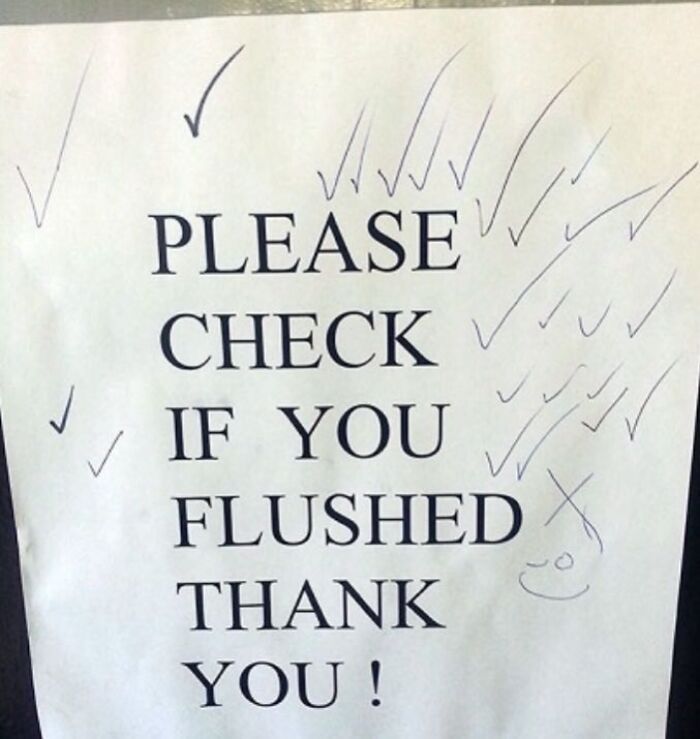 PLEASE
CHECK
IF YOU
FLUSHED
THANK
YOU !